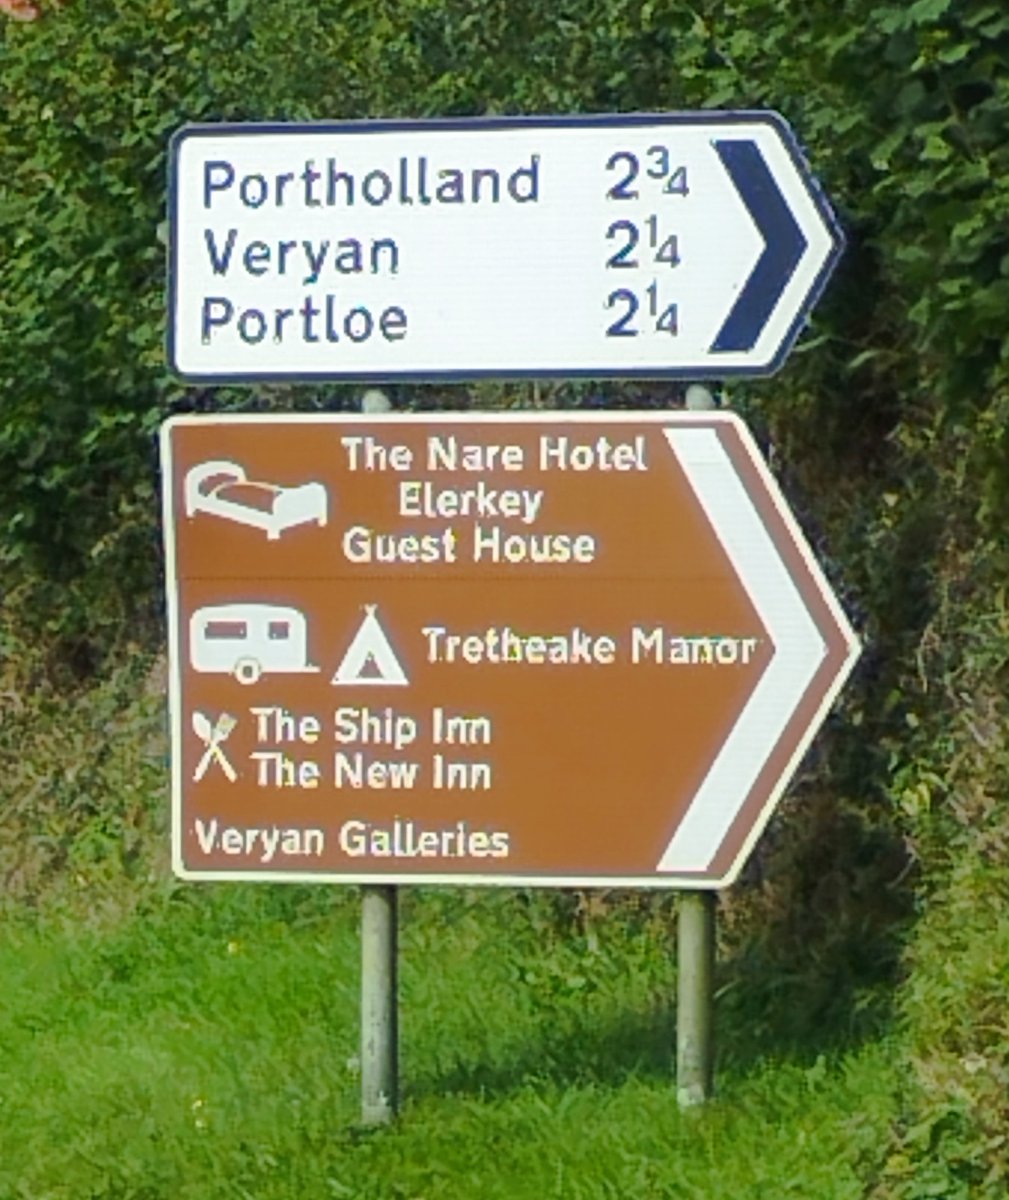 Portholland 2¾
Veryan 2¼
Portloe 2¼
The Nare Hotel
Elerkey
Guest House
Tretheake Manor
The Ship Inn
The New Inn
Veryan Galleries